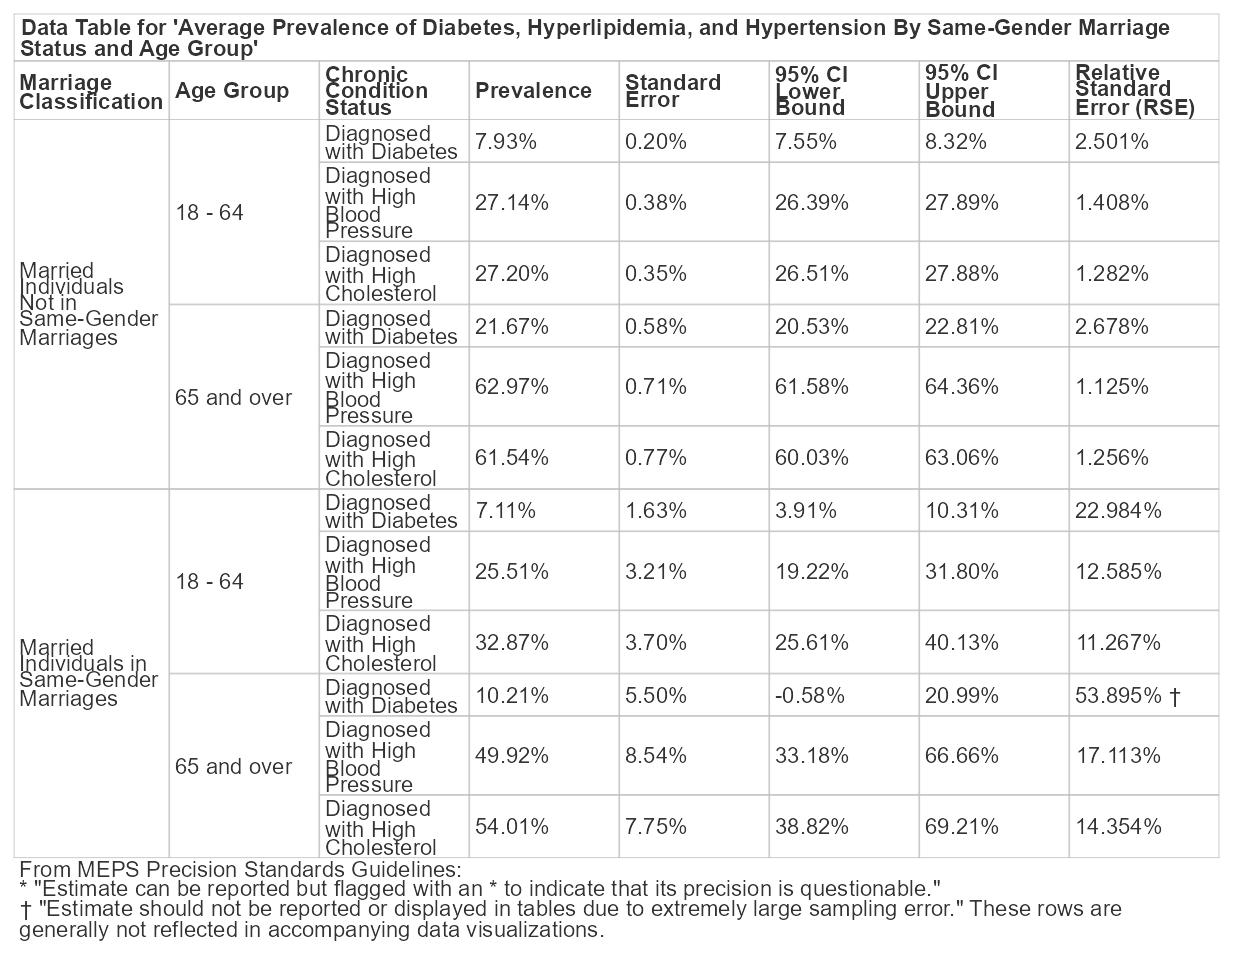 Data Table for 'Average Prevalence of Diabetes, Hyperlipidemia, and Hypertension By Same-Gender Marriage
Status and Age Group'
Marriage
Classification
Age Group
Chronic
Condition
Status
Prevalence
Standard
Error
95% CI
Lower
Bound
95% CI
Upper
Bound
Relative
Standard
Error (RSE)
Married
Individuals
Not in
Same-Gender
Marriages
18 - 64
Diagnosed
with Diabetes
7.93%
0.20%
7.55%
8.32%
2.501%
Diagnosed
with High
Blood
Pressure
27.14%
0.38%
26.39%
27.89%
1.408%
Diagnosed
with High
Cholesterol
27.20%
0.35%
26.51%
27.88%
1.282%
65 and over
Diagnosed
with Diabetes
21.67%
0.58%
20.53%
22.81%
2.678%
Diagnosed
with High
Blood
Pressure
62.97%
0.71%
61.58%
64.36%
1.125%
Diagnosed
with High
Cholesterol
61.54%
0.77%
60.03%
63.06%
1.256%
Married
Individuals in
Same-Gender
Marriages
18 - 64
Diagnosed
with Diabetes
7.11%
1.63%
3.91%
10.31%
22.984%
Diagnosed
with High
Blood
Pressure
25.51%
3.21%
19.22%
31.80%
12.585%
Diagnosed
with High
Cholesterol
32.87%
3.70%
25.61%
40.13%
11.267%
65 and over
Diagnosed
with Diabetes
10.21%
5.50%
-0.58%
20.99%
53.895% †
Diagnosed
with High
Blood
Pressure
49.92%
8.54%
33.18%
66.66%
17.113%
Diagnosed
with High
Cholesterol
54.01%
7.75%
38.82%
69.21%
14.354%
From MEPS Precision Standards Guidelines:
* "Estimate can be reported but flagged with an * to indicate that its precision is questionable."
† "Estimate should not be reported or displayed in tables due to extremely large sampling error." These rows are
generally not reflected in accompanying data visualizations.